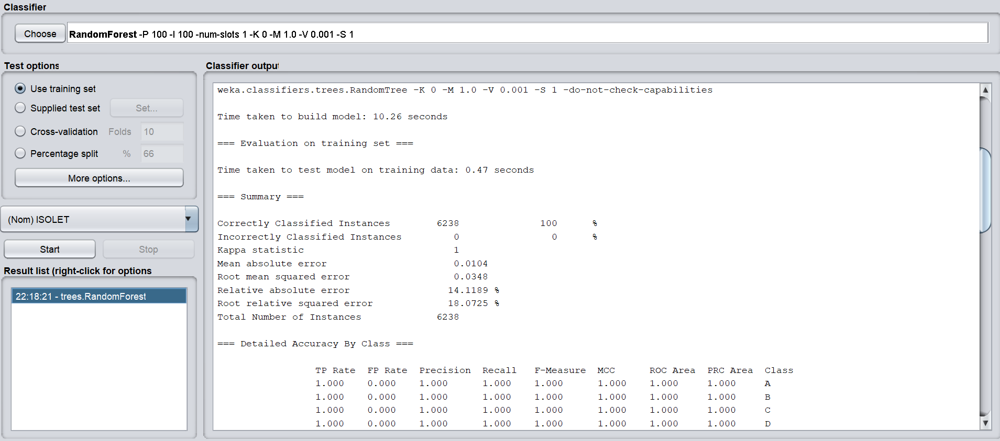 Classifier
Choose RandomForest -P 100 -I 100 -num-slots 1 -K 0 -M 1.0 -V 0.001 -S 1
Test options
Use training set
Supplied test set Set...
Cross-validation Folds 10
Percentage split % 66
More options...
(Nom) ISOLET
Start Stop
Result list (right-click for options
22:18:21 - trees.RandomForest
Classifier output
weka.classifiers.trees.RandomTree -K 0 -M 1.0 -V 0.001 -S 1 -do-not-check-capabilities
Time taken to build model: 10.26 seconds
=== Evaluation on training set ===
Time taken to test model on training data: 0.47 seconds
=== Summary ===
Correctly Classified Instances 6238 100 %
Incorrectly Classified Instances 0 0 %
Kappa statistic 1
Mean absolute error 0.0104
Root mean squared error 0.0348
Relative absolute error 14.1189 %
Root relative squared error 18.0725 %
Total Number of Instances 6238
=== Detailed Accuracy By Class ===
TP Rate FP Rate Precision Recall F-Measure MCC ROC Area PRC Area Class
1.000 0.000 1.000 1.000 1.000 1.000 1.000 1.000 A
1.000 0.000 1.000 1.000 1.000 1.000 1.000 1.000 B
1.000 0.000 1.000 1.000 1.000 1.000 1.000 1.000 C
1.000 0.000 1.000 1.000 1.000 1.000 1.000 1.000 D